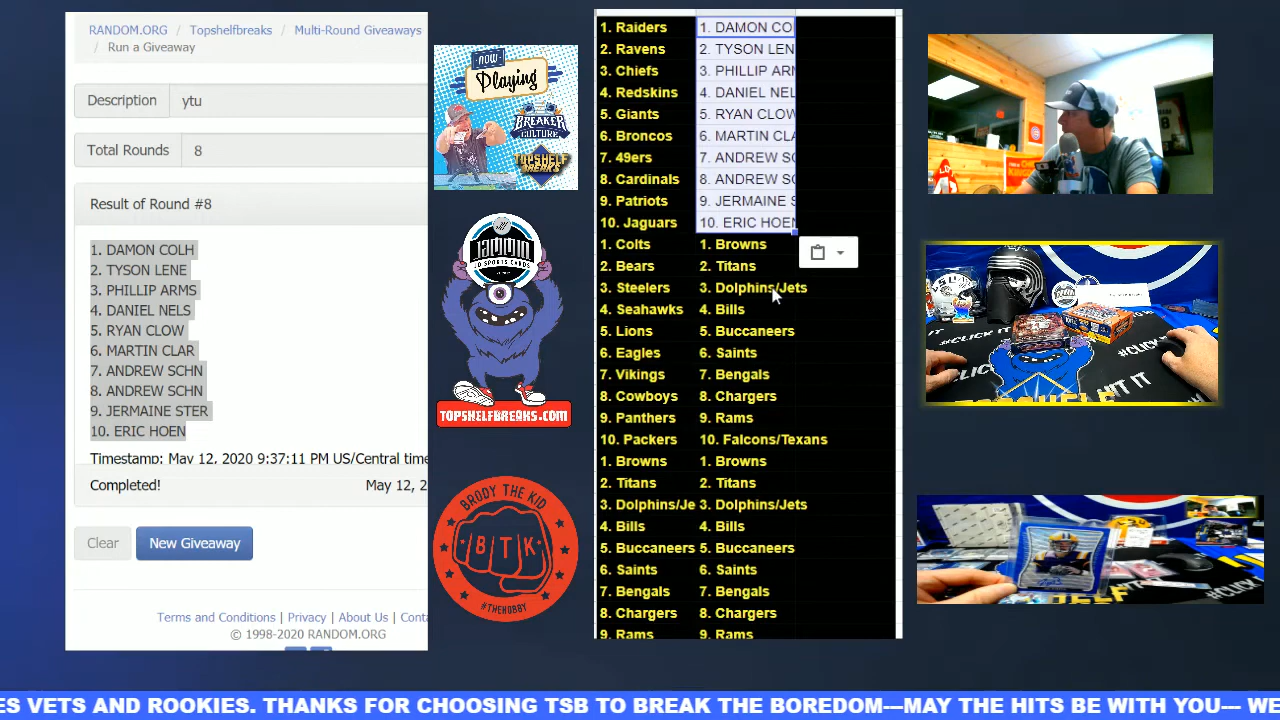 RANDOM.ORG / Topshelfbreaks / Multi-Round Giveaways
/ Run a Giveaway
Description ytu
Total Rounds 8
Result of Round #8
1. DAMON COLH
2. TYSON LENE
3. PHILLIP ARMS
4. DANIEL NELS
5. RYAN CLOW
6. MARTIN CLAR
7. ANDREW SCHN
8. ANDREW SCHN
9. JERMAINE STER
10. ERIC HOEN
Timestamp: May 12, 2020 9:37:11 PM US/Central time
Completed! May 12, 2
Clear New Giveaway
Terms and Conditions | Privacy | About Us | Conta
© 1998-2020 RANDOM.ORG
NOW
Playing
BREAKER
CULTURE
TOPSHELF
BREAKS
SPORTS CARDS
TOPSHELFBREAKS.COM
BRODY THE KID
BTK
#THEHOBBY
1. Raiders 1. DAMON CO
2. Ravens 2. TYSON LEN
3. Chiefs 3. PHILLIP ARM
4. Redskins 4. DANIEL NEL
5. Giants 5. RYAN CLOW
6. Broncos 6. MARTIN CLA
7. 49ers 7. ANDREW SC
8. Cardinals 8. ANDREW SC
9. Patriots 9. JERMAINE S
10. Jaguars 10. ERIC HOEN
1. Colts 1. Browns
2. Bears 2. Titans
3. Steelers 3. Dolphins/Jets
4. Seahawks 4. Bills
5. Lions 5. Buccaneers
6. Eagles 6. Saints
7. Vikings 7. Bengals
8. Cowboys 8. Chargers
9. Panthers 9. Rams
10. Packers 10. Falcons/Texans
1. Browns 1. Browns
2. Titans 2. Titans
3. Dolphins/Je 3. Dolphins/Jets
4. Bills 4. Bills
5. Buccaneers 5. Buccaneers
6. Saints 6. Saints
7. Bengals 7. Bengals
8. Chargers 8. Chargers
9. Rams 9. Rams
#CLICK IT
HIT IT
ES VETS AND ROOKIES. THANKS FOR CHOOSING TSB TO BREAK THE BOREDOM---MAY THE HITS BE WITH YOU--- WE